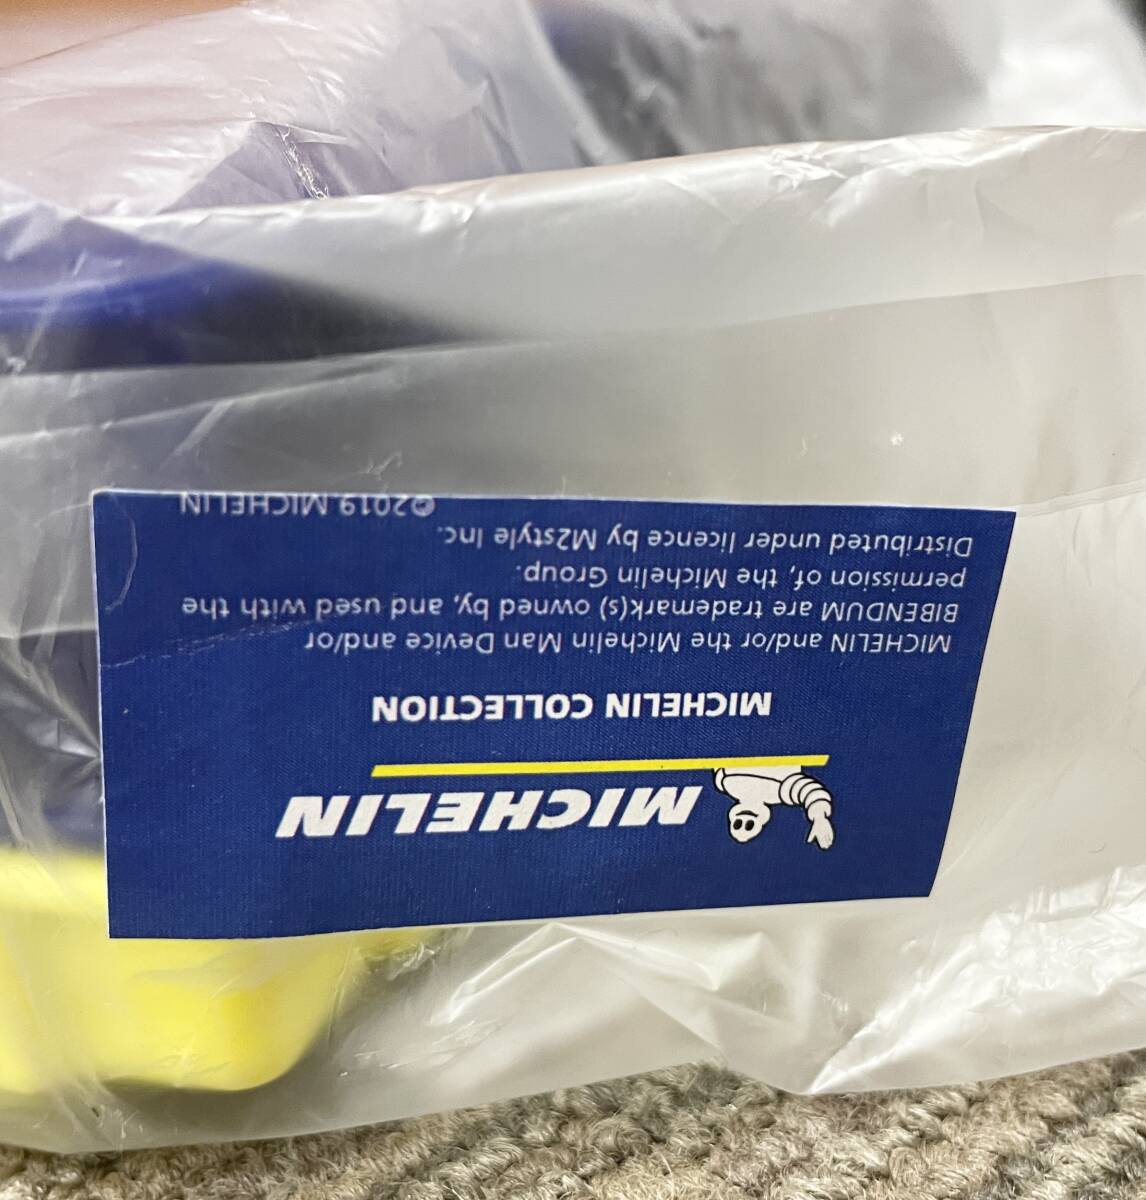 MICHELIN
MICHELIN COLLECTION
MICHELIN and/or the Michelin Man Device and/or
BIBENDUM are trademark(s) owned by, and used with the
permission of, the Michelin Group.
Distributed under licence by M2style Inc.
©2019 MICHELIN